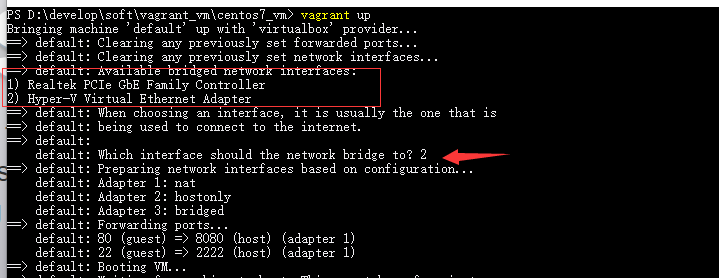 PS D:\develop\soft\vagrant_vm\centos7_vm> vagrant up
Bringing machine 'default' up with 'virtualbox' provider...
==> default: Clearing any previously set forwarded ports...
==> default: Clearing any previously set network interfaces...
==> default: Available bridged network interfaces:
1) Realtek PCIe GbE Family Controller
2) Hyper-V Virtual Ethernet Adapter
==> default: When choosing an interface, it is usually the one that is
==> default: being used to connect to the internet.
==> default:
default: Which interface should the network bridge to? 2
==> default: Preparing network interfaces based on configuration...
default: Adapter 1: nat
default: Adapter 2: hostonly
default: Adapter 3: bridged
==> default: Forwarding ports...
default: 80 (guest) => 8080 (host) (adapter 1)
default: 22 (guest) => 2222 (host) (adapter 1)
==> default: Booting VM...